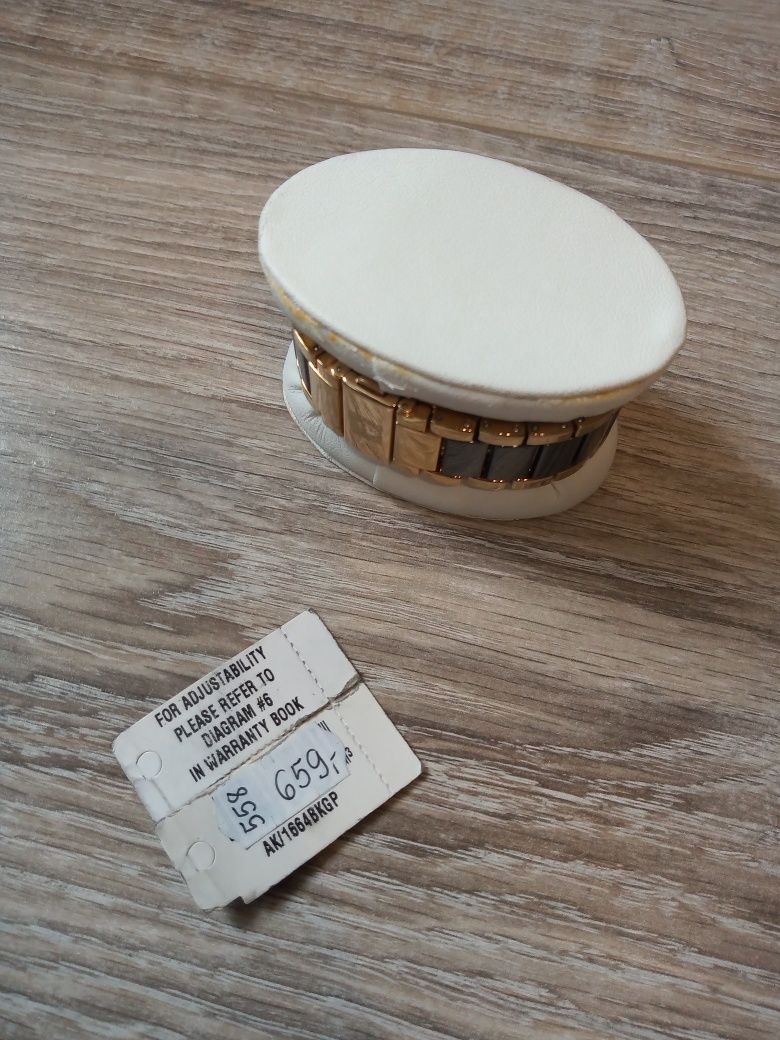 FOR ADJUSTABILITY
PLEASE REFER TO
DIAGRAM #6
IN WARRANTY BOOK
659,-
558
AK/1664BKGP